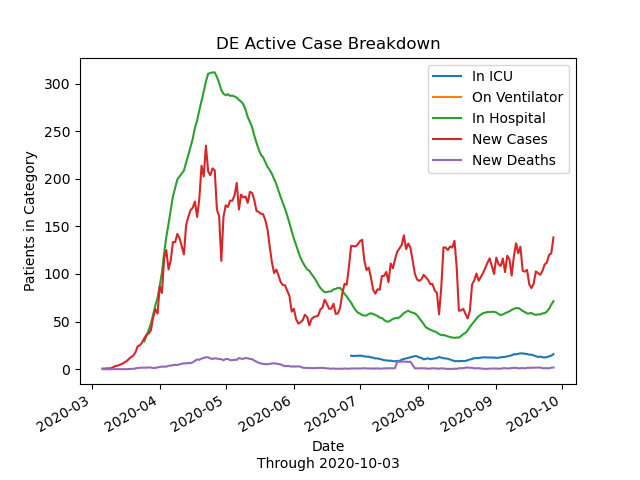 DE Active Case Breakdown
In ICU
On Ventilator
In Hospital
New Cases
New Deaths
Patients in Category
300
250
200
150
100
50
0
2020-03
2020-04
2020-05
2020-06
2020-07
2020-08
2020-09
2020-10
Date
Through 2020-10-03